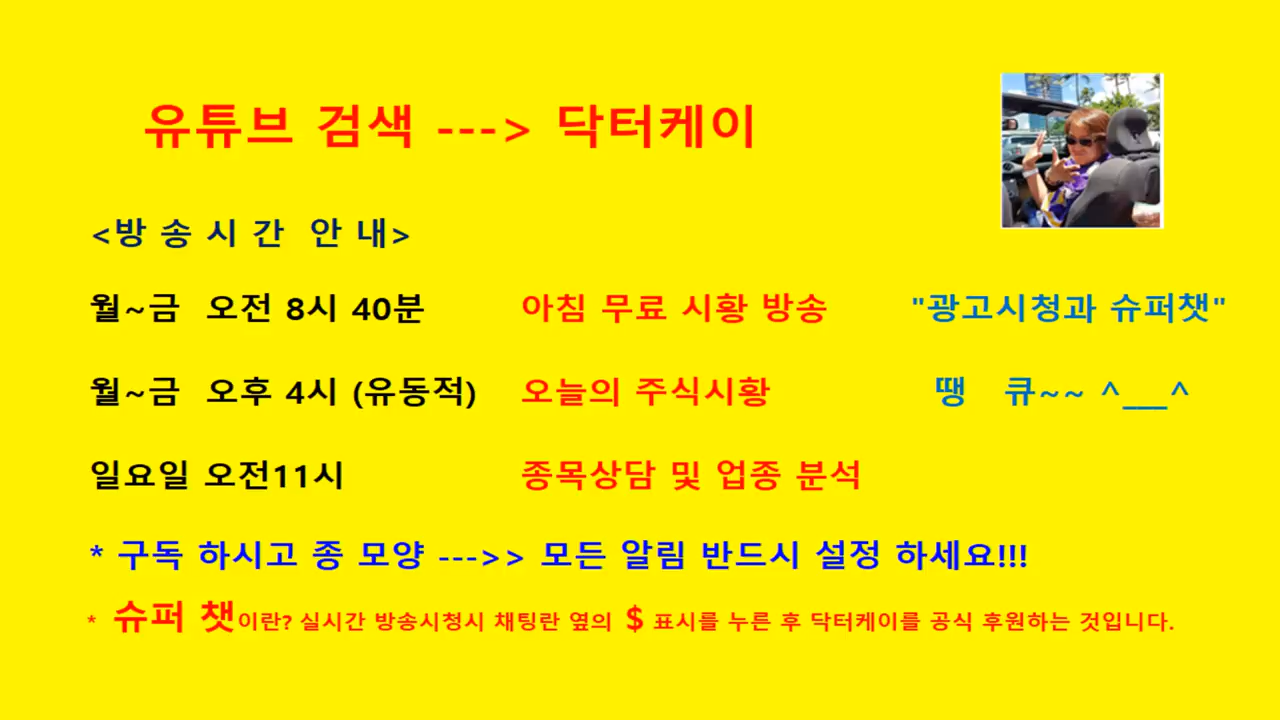 유튜브 검색 ---> 닥터케이
<방 송 시 간 안 내>
월~금 오전 8시 40분 아침 무료 시황 방송 "광고시청과 슈퍼챗"
월~금 오후 4시 (유동적) 오늘의 주식시황 땡 큐~~ ^___^
일요일 오전11시 종목상담 및 업종 분석
* 구독 하시고 종 모양 --->> 모든 알림 반드시 설정 하세요!!!
* 슈퍼 챗이란? 실시간 방송시청시 채팅란 옆의 $ 표시를 누른 후 닥터케이를 공식 후원하는 것입니다.